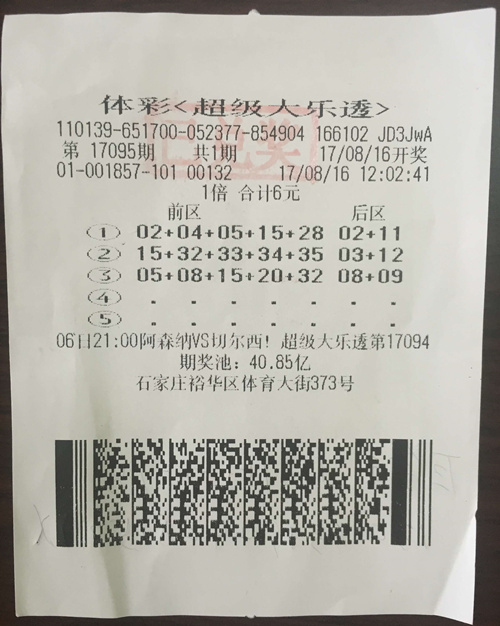 体彩<超级大乐透>
110139-651700-052377-854904 166102 JD3JwA
已兑奖
第 17095期 共1期 17/08/16开奖
01-001857-101 00132 17/08/16 12:02:41
1倍 合计6元
前区 后区
① 02+04+05+15+28 02+11
② 15+32+33+34+35 03+12
③ 05+08+15+20+32 08+09
④ . . . . . . .
⑤ . . . . . . .
06日21:00阿森纳VS切尔西! 超级大乐透第17094
期奖池: 40.85亿
石家庄裕华区体育大街373号